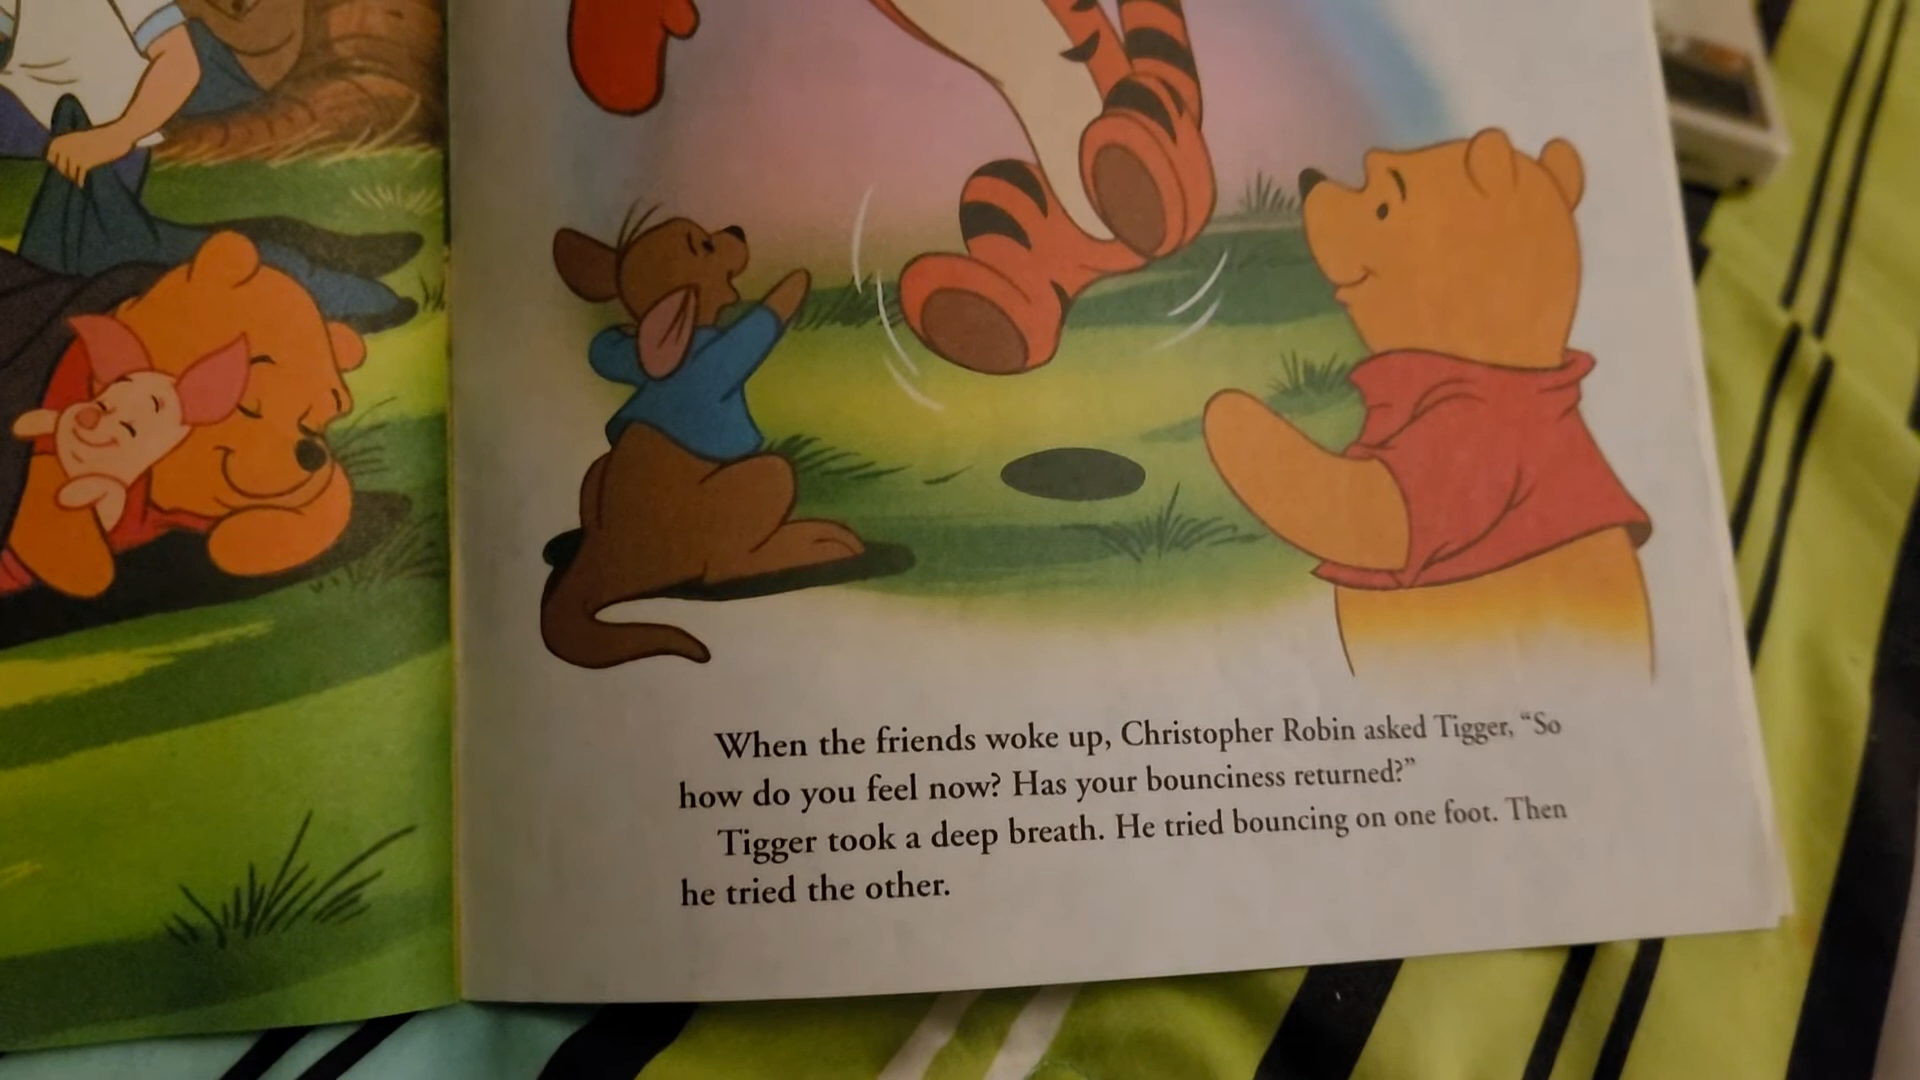 When the friends woke up, Christopher Robin asked Tigger, “So
how do you feel now? Has your bounciness returned?”
Tigger took a deep breath. He tried bouncing on one foot. Then
he tried the other.